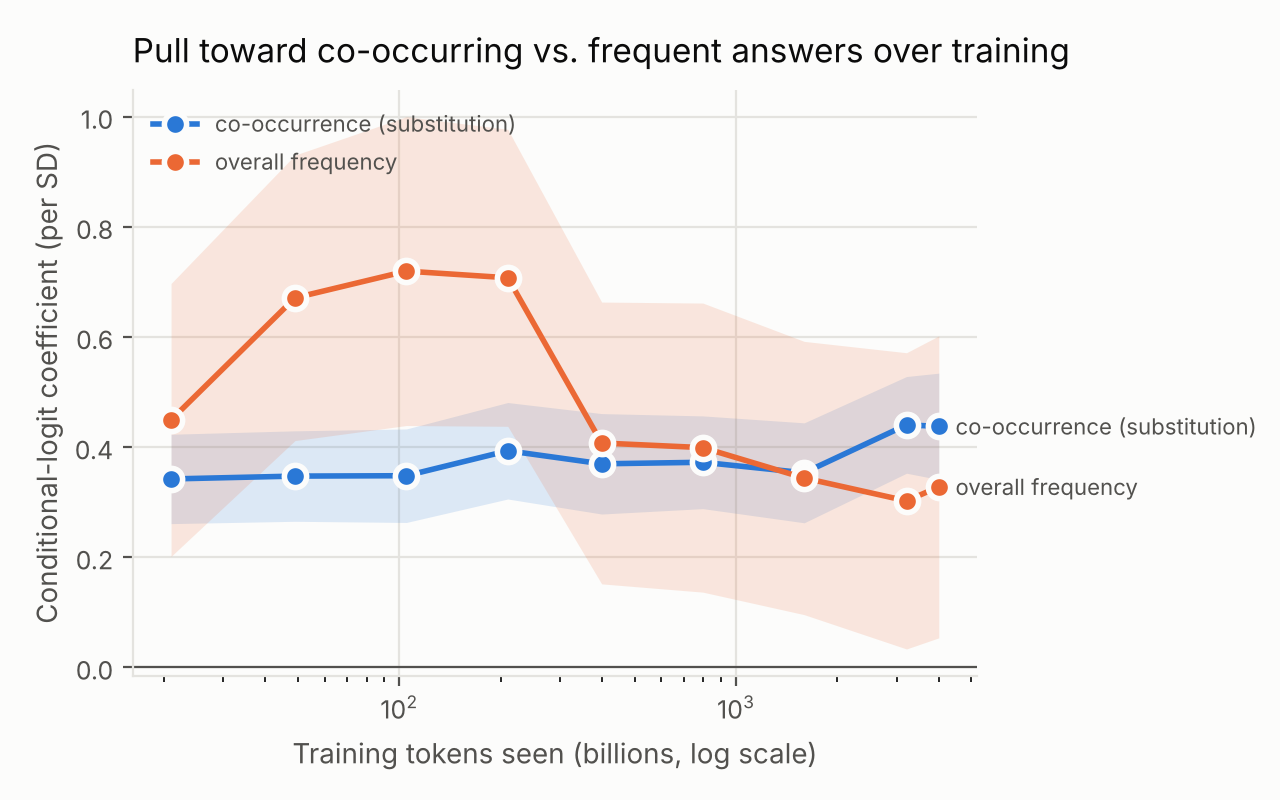 Pull toward co-occurring vs. frequent answers over training
co-occurrence (substitution)
overall frequency
Conditional-logit coefficient (per SD)
1.0
0.8
0.6
0.4
0.2
0.0
co-occurrence (substitution)
overall frequency
10²
10³
Training tokens seen (billions, log scale)